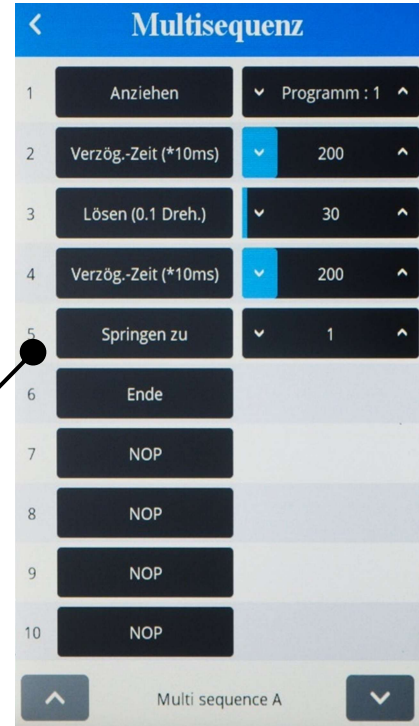 Multisequenz
1 Anziehen Programm : 1
2 Verzög.-Zeit (*10ms) 200
3 Lösen (0.1 Dreh.) 30
4 Verzög.-Zeit (*10ms) 200
5 Springen zu 1
6 Ende
7 NOP
8 NOP
9 NOP
10 NOP
Multi sequence A